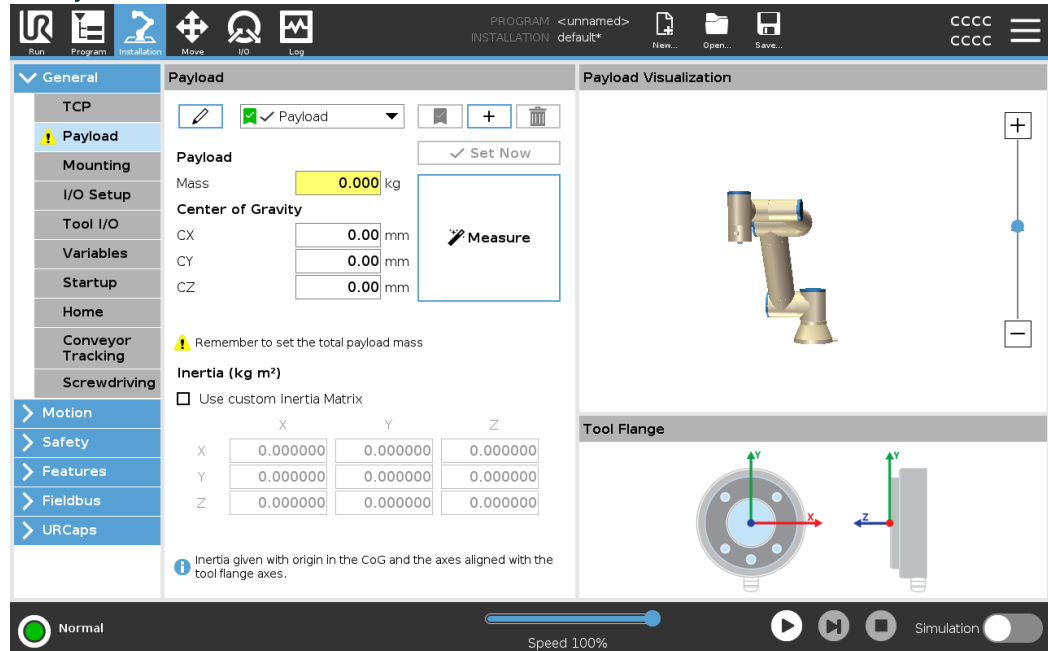 PROGRAM <unnamed>
INSTALLATION default*
CCCC
CCCC
Run
Program
Installation
Move
I/O
Log
New...
Open...
Save...
General
TCP
Payload
Mounting
I/O Setup
Tool I/O
Variables
Startup
Home
Conveyor
Tracking
Screwdriving
Motion
Safety
Features
Fieldbus
URCaps
Payload
Payload
Set Now
Payload
Mass 0.000 kg
Center of Gravity
CX 0.00 mm
CY 0.00 mm
CZ 0.00 mm
Measure
Remember to set the total payload mass
Inertia (kg m²)
Use custom Inertia Matrix
X Y Z
X 0.000000 0.000000 0.000000
Y 0.000000 0.000000 0.000000
Z 0.000000 0.000000 0.000000
Inertia given with origin in the CoG and the axes aligned with the
tool flange axes.
Payload Visualization
Tool Flange
Y
X
Y
Z
Normal
Speed 100%
Simulation